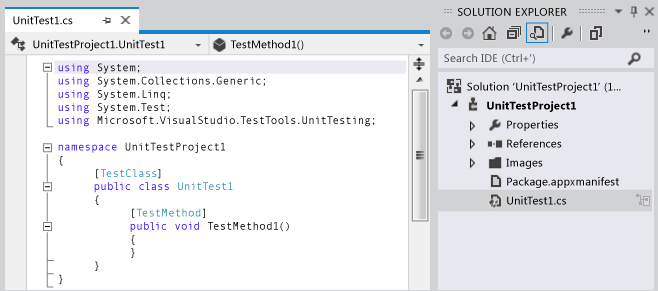 UnitTest1.cs
UnitTestProject1.UnitTest1
TestMethod1()
using System;
using System.Collections.Generic;
using System.Linq;
using System.Test;
using Microsoft.VisualStudio.TestTools.UnitTesting;
namespace UnitTestProject1
{
[TestClass]
public class UnitTest1
{
[TestMethod]
public void TestMethod1()
{
}
}
}
SOLUTION EXPLORER
Search IDE (Ctrl+')
Solution 'UnitTestProject1' (1...
UnitTestProject1
Properties
References
Images
Package.appxmanifest
UnitTest1.cs